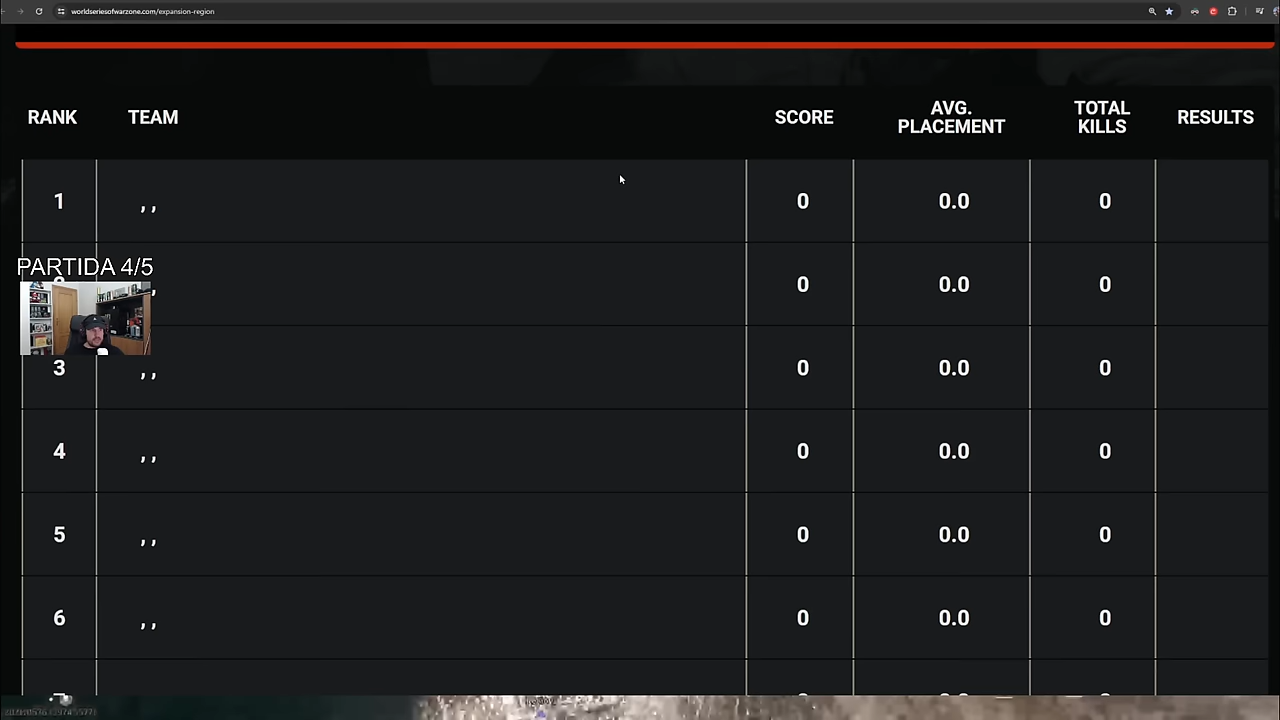 worldseriesofwarzone.com/expansion-region
RANK TEAM SCORE AVG. PLACEMENT TOTAL KILLS RESULTS
1 , , 0 0.0 0
PARTIDA 4/5
0 0.0 0
3 , , 0 0.0 0
4 , , 0 0.0 0
5 , , 0 0.0 0
6 , , 0 0.0 0